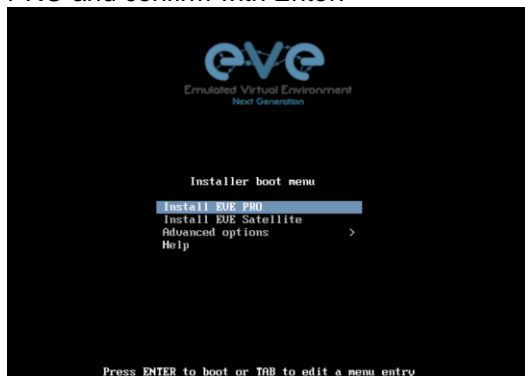 PRO and confirm with Enter.
eve
Emulated Virtual Environment
Next Generation
Installer boot menu
Install EVE PRO
Install EVE Satellite
Advanced options >
Help
Press ENTER to boot or TAB to edit a menu entry